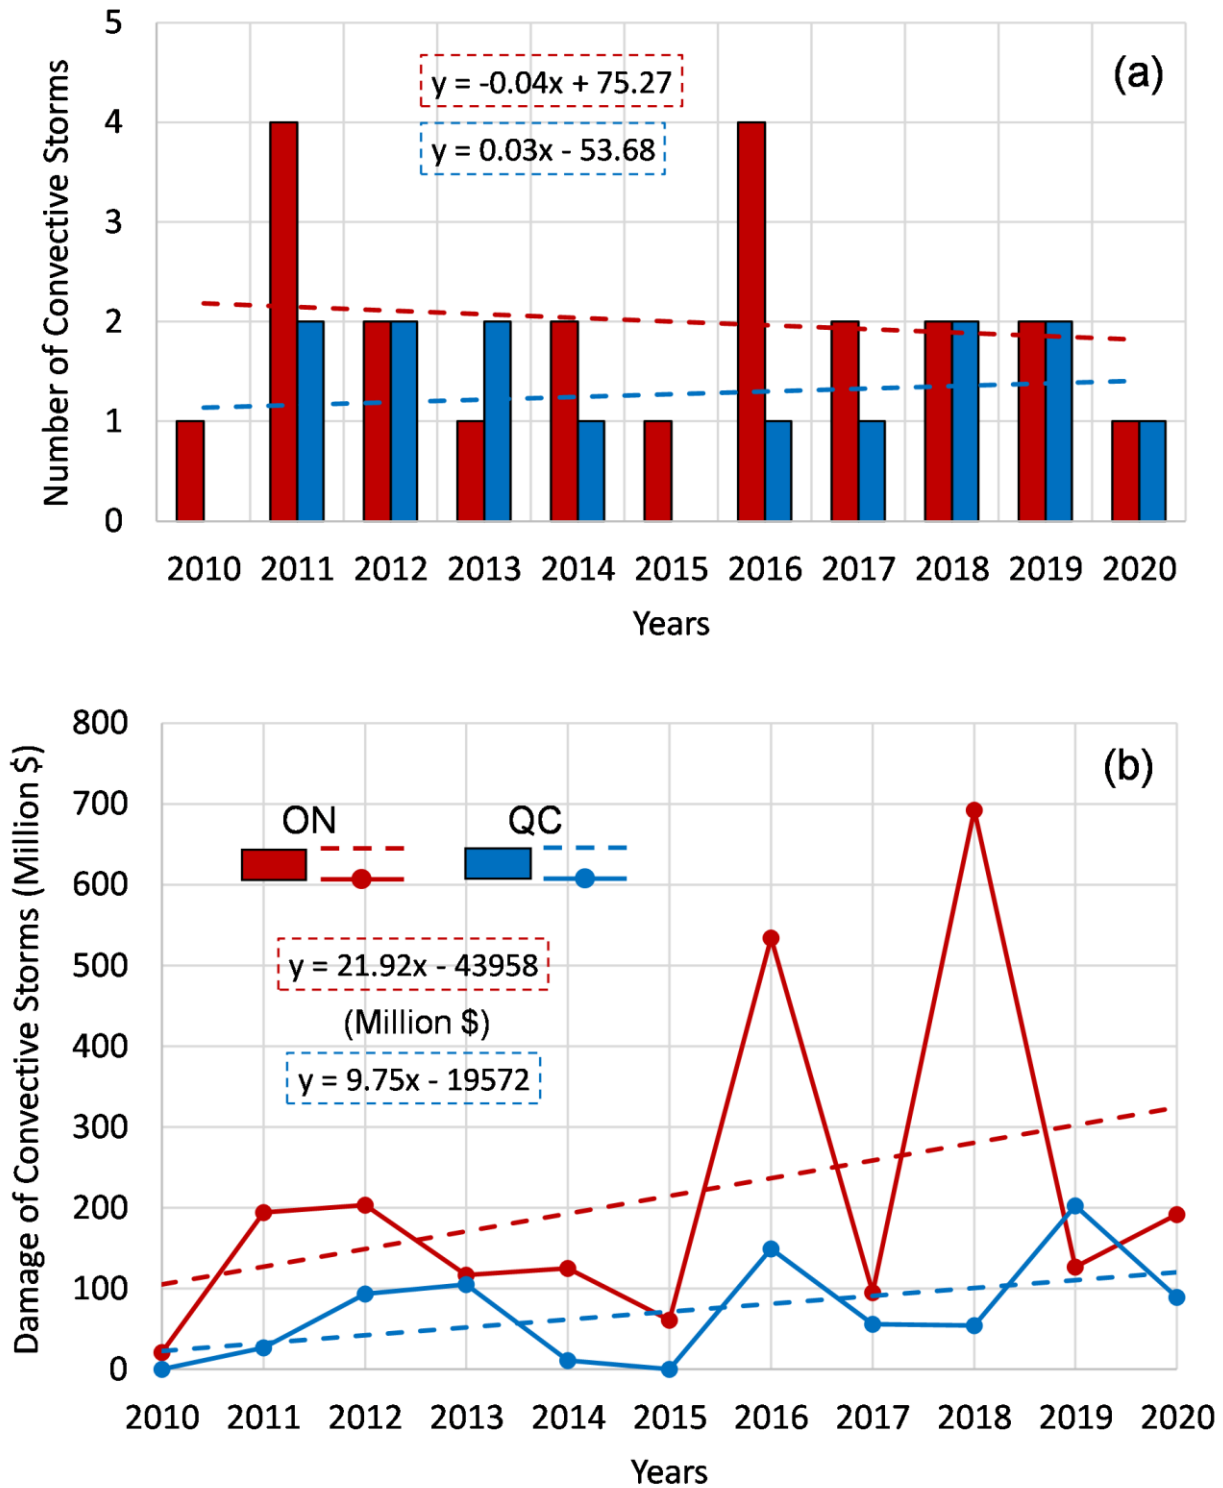 (a)
Number of Convective Storms
5
4
3
2
1
0
y = -0.04x + 75.27
y = 0.03x - 53.68
2010 2011 2012 2013 2014 2015 2016 2017 2018 2019 2020
Years
(b)
Damage of Convective Storms (Million $)
800
700
600
500
400
300
200
100
0
ON QC
y = 21.92x - 43958
(Million $)
y = 9.75x - 19572
2010 2011 2012 2013 2014 2015 2016 2017 2018 2019 2020
Years